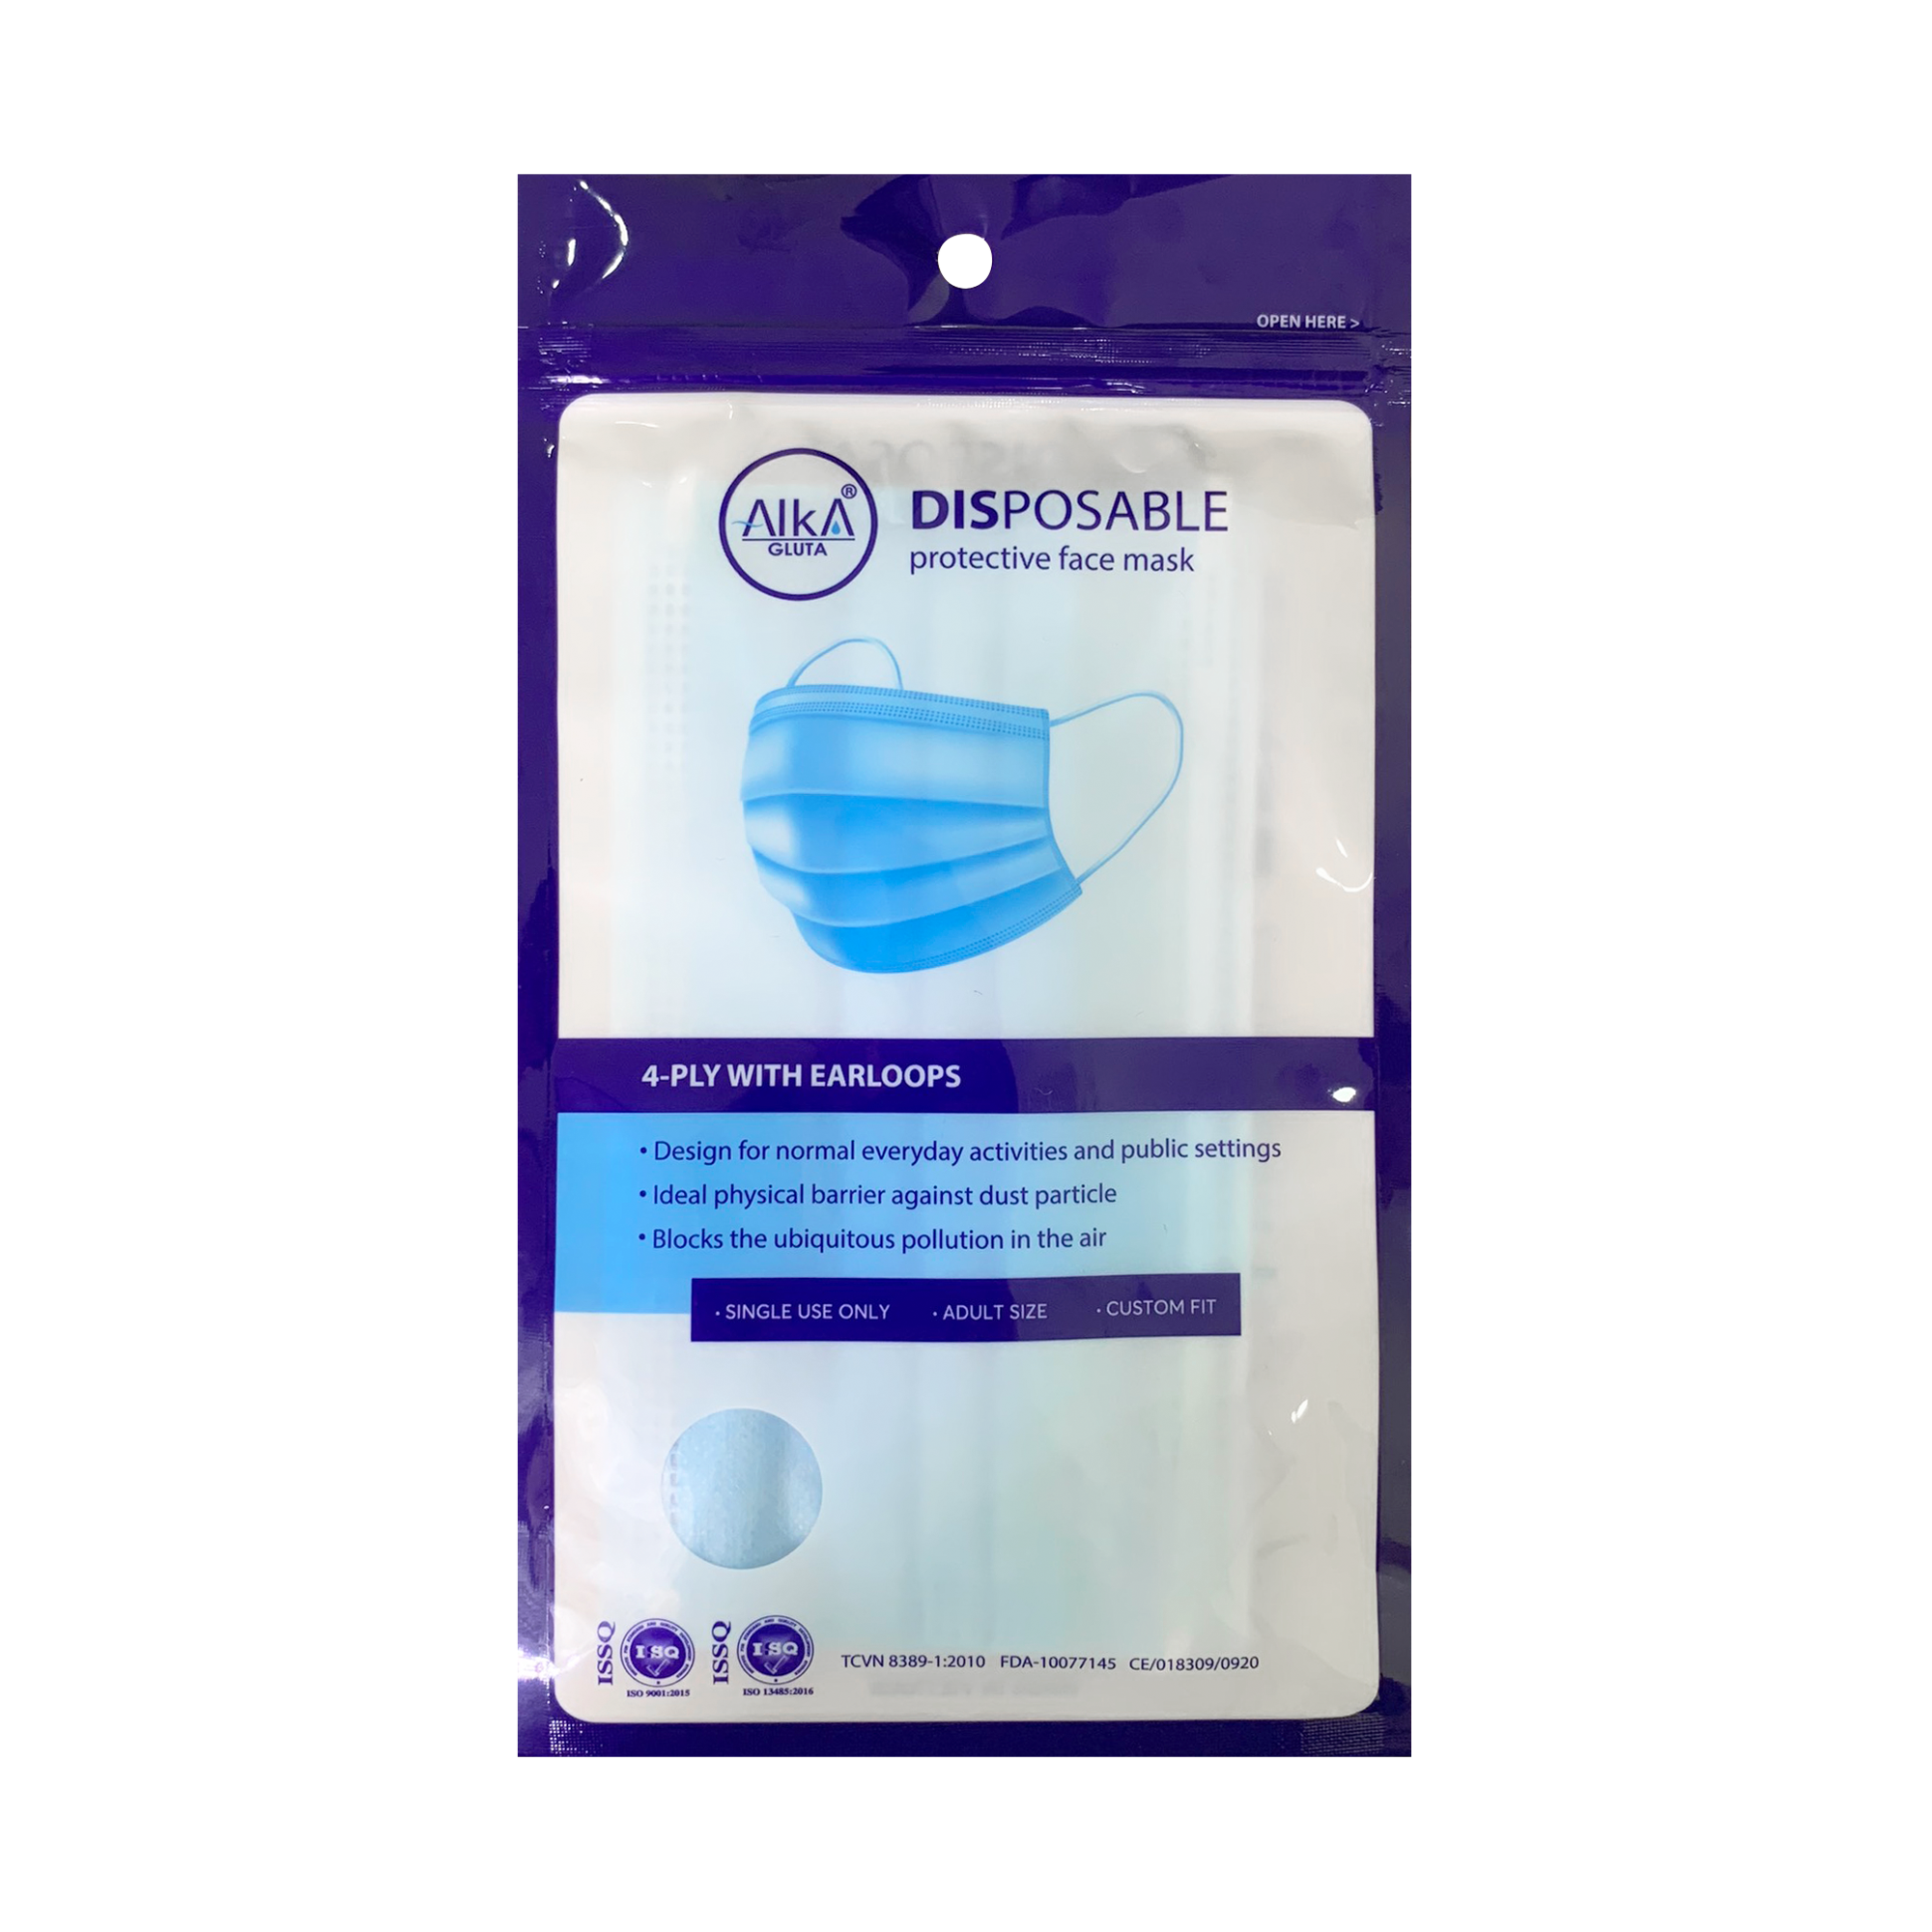 OPEN HERE >
AlkA®
GLUTA
DISPOSABLE
protective face mask
4-PLY WITH EARLOOPS
• Design for normal everyday activities and public settings
• Ideal physical barrier against dust particle
• Blocks the ubiquitous pollution in the air
• SINGLE USE ONLY • ADULT SIZE • CUSTOM FIT
ISSQ
ISO 9001:2015
ISSQ
ISO 13485:2016
TCVN 8389-1:2010 FDA-10077145 CE/018309/0920